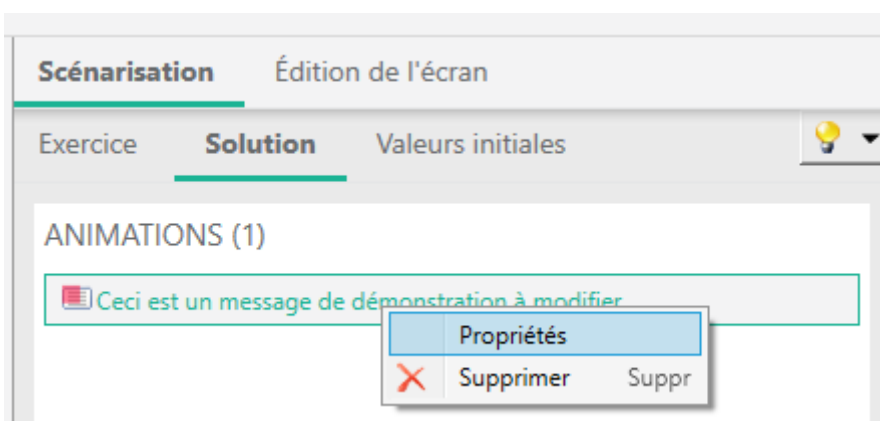 Scénarisation Édition de l'écran
Exercice Solution Valeurs initiales
ANIMATIONS (1)
Ceci est un message de démonstration à modifier
Propriétés
Supprimer Suppr